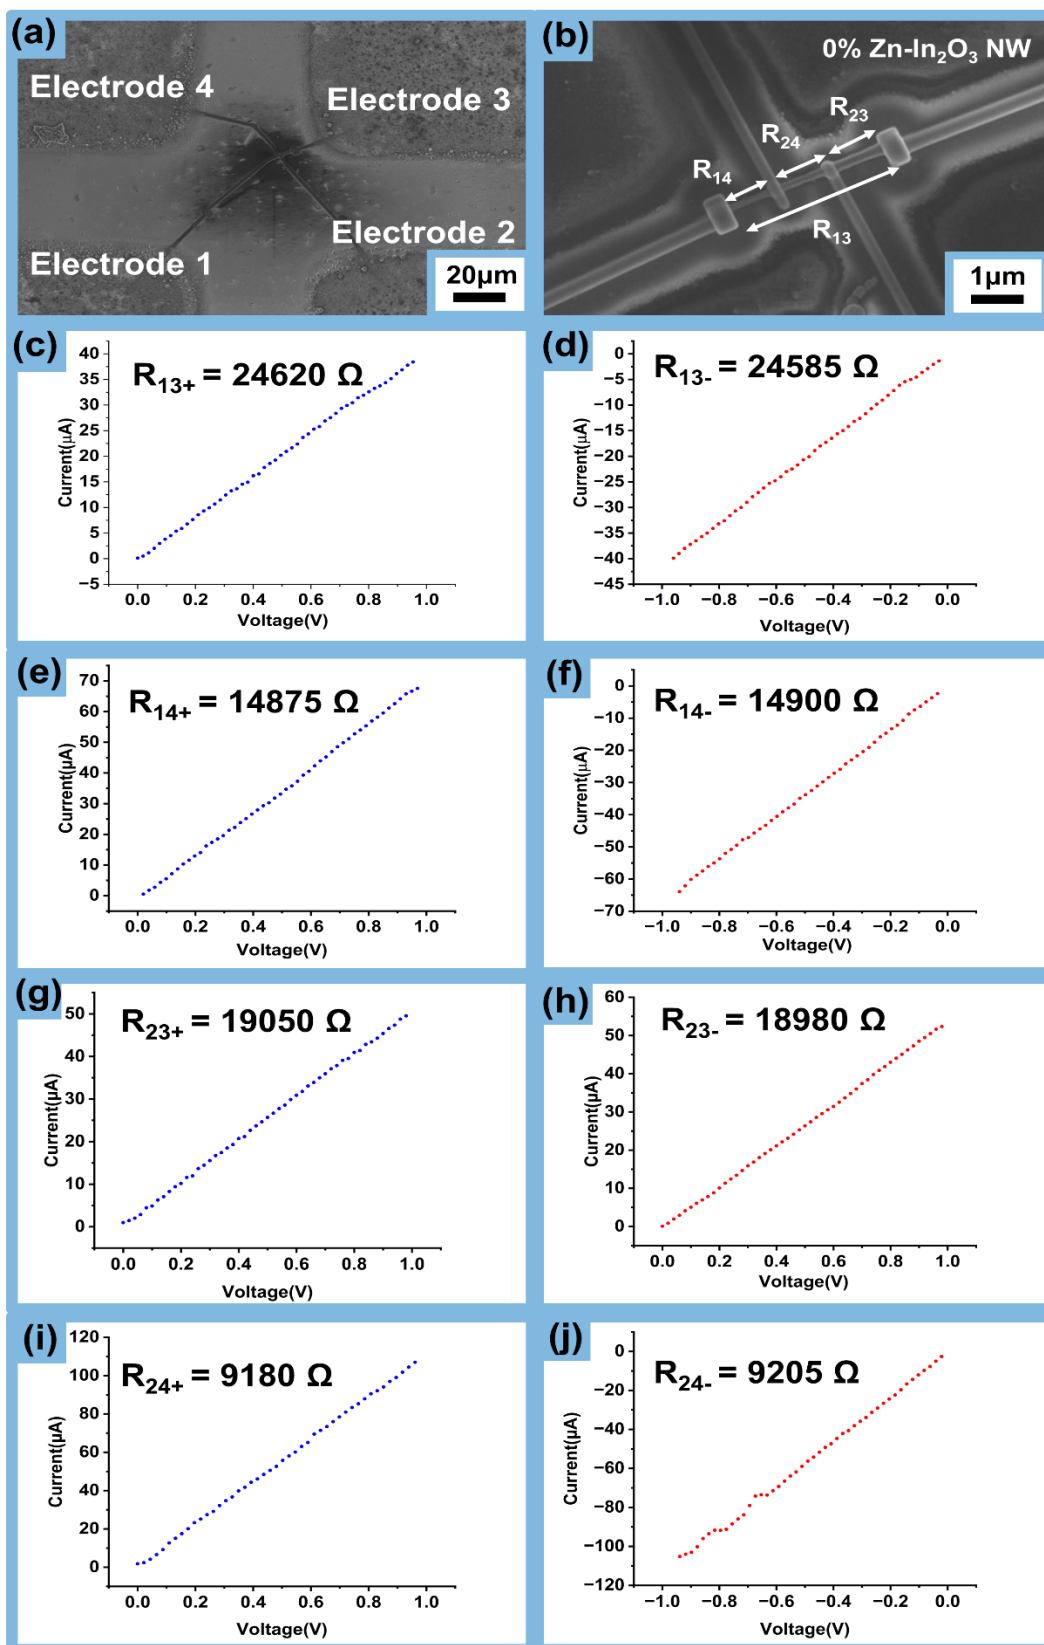 (a)
Electrode 4
Electrode 3
Electrode 2
Electrode 1
20μm
(b)
0% Zn-In₂O₃ NW
R₂₃
R₂₄
R₁₄
R₁₃
1μm
(c)
R₁₃₊ = 24620 Ω
40
35
30
25
20
15
10
5
0
−5
Current(μA)
0.0 0.2 0.4 0.6 0.8 1.0
Voltage(V)
(d)
R₁₃₋ = 24585 Ω
0
−5
−10
−15
−20
−25
−30
−35
−40
−45
Current(μA)
−1.0 −0.8 −0.6 −0.4 −0.2 0.0
Voltage(V)
(e)
R₁₄₊ = 14875 Ω
70
60
50
40
30
20
10
0
Current(μA)
0.0 0.2 0.4 0.6 0.8 1.0
Voltage(V)
(f)
R₁₄₋ = 14900 Ω
0
−10
−20
−30
−40
−50
−60
−70
Current(μA)
−1.0 −0.8 −0.6 −0.4 −0.2 0.0
Voltage(V)
(g)
R₂₃₊ = 19050 Ω
50
40
30
20
10
0
Current(μA)
0.0 0.2 0.4 0.6 0.8 1.0
Voltage(V)
(h)
R₂₃₋ = 18980 Ω
60
50
40
30
20
10
0
Current(μA)
0.0 0.2 0.4 0.6 0.8 1.0
Voltage(V)
(i)
R₂₄₊ = 9180 Ω
120
100
80
60
40
20
0
Current(μA)
0.0 0.2 0.4 0.6 0.8 1.0
Voltage(V)
(j)
R₂₄₋ = 9205 Ω
0
−20
−40
−60
−80
−100
−120
Current(μA)
−1.0 −0.8 −0.6 −0.4 −0.2 0.0
Voltage(V)